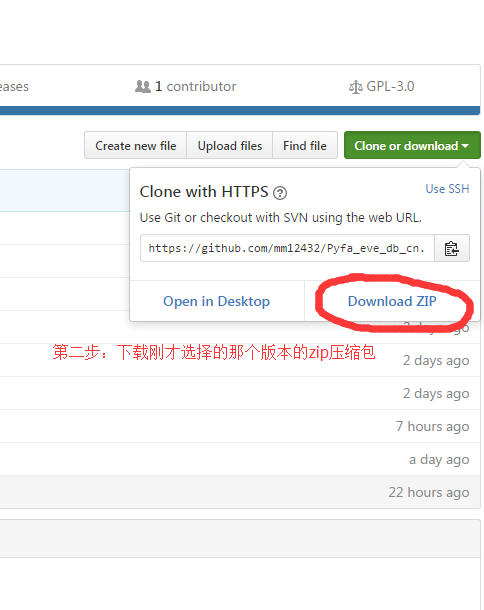 eases
1 contributor
GPL-3.0
Create new file
Upload files
Find file
Clone or download
Clone with HTTPS ?
Use SSH
Use Git or checkout with SVN using the web URL.
https://github.com/mm12432/Pyfa_eve_db_cn.
Open in Desktop
Download ZIP
days ago
第二步：下载刚才选择的那个版本的zip压缩包
2 days ago
2 days ago
7 hours ago
a day ago
22 hours ago